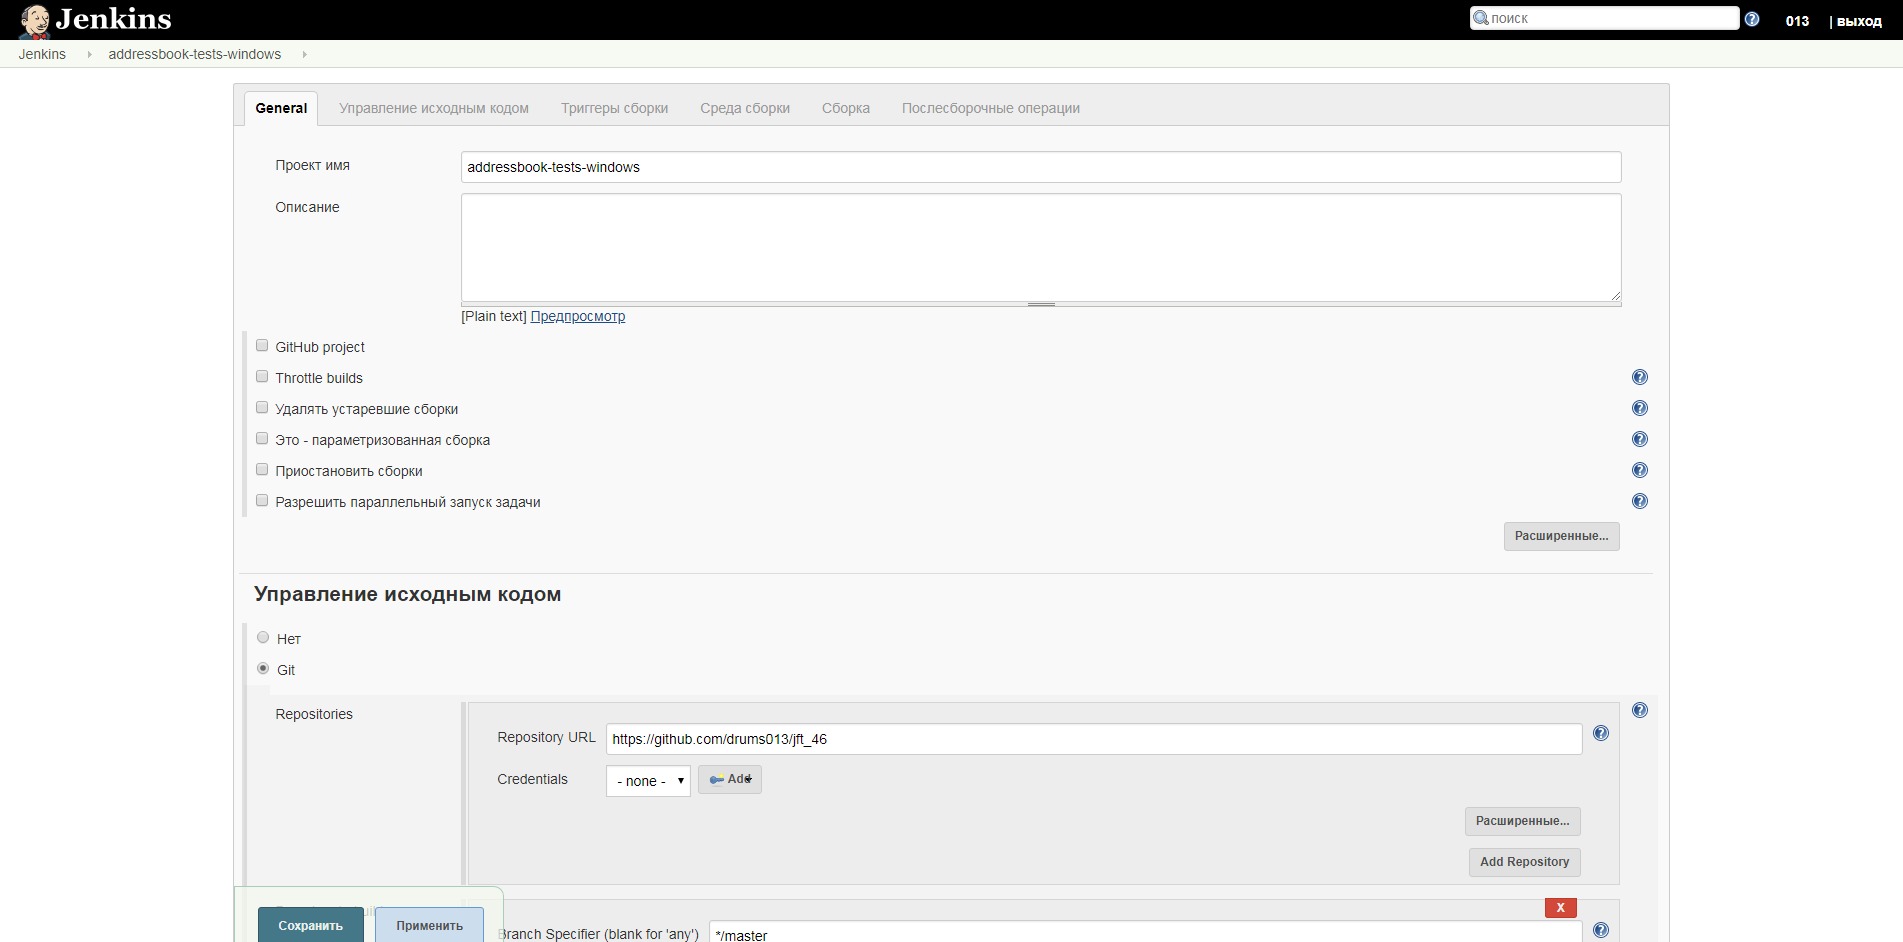 Jenkins
поиск
013
| выход
Jenkins
addressbook-tests-windows
General
Управление исходным кодом
Триггеры сборки
Среда сборки
Сборка
Послесборочные операции
Проект имя
addressbook-tests-windows
Описание
[Plain text] Предпросмотр
GitHub project
Throttle builds
Удалять устаревшие сборки
Это - параметризованная сборка
Приостановить сборки
Разрешить параллельный запуск задачи
Расширенные...
Управление исходным кодом
Нет
Git
Repositories
Repository URL
https://github.com/drums013/jft_46
Credentials
- none -
Add
Расширенные...
Add Repository
X
Сохранить
Применить
Branch Specifier (blank for 'any')
*/master